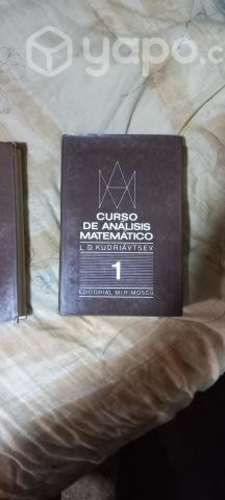 yapo.c
CURSO
DE ANÁLISIS
MATEMÁTICO
L. D. KUDRIÁVTSEV
1
EDITORIAL MIR MOSCÚ